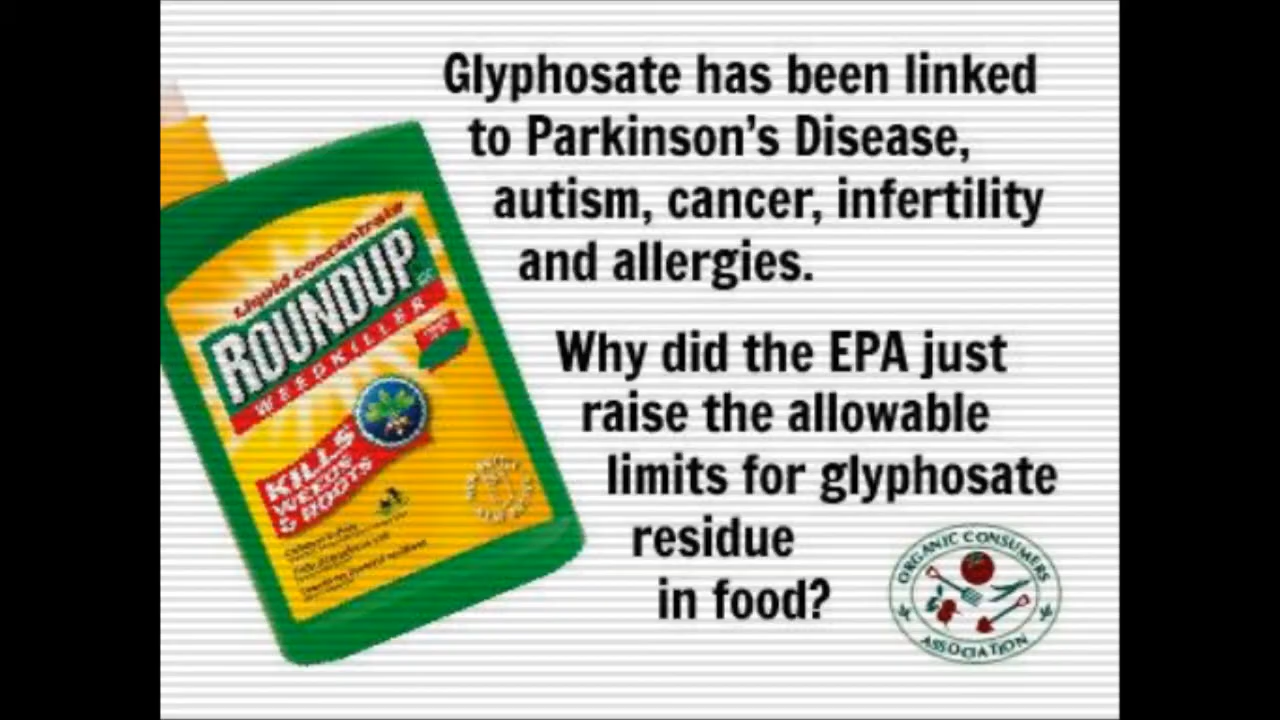 Glyphosate has been linked
to Parkinson's Disease,
autism, cancer, infertility
and allergies.
Why did the EPA just
raise the allowable
limits for glyphosate
residue
in food?
Liquid concentrate
ROUNDUP
WEEDKILLER
KILLS
WEEDS
& ROOTS
ORGANIC CONSUMERS
ASSOCIATION